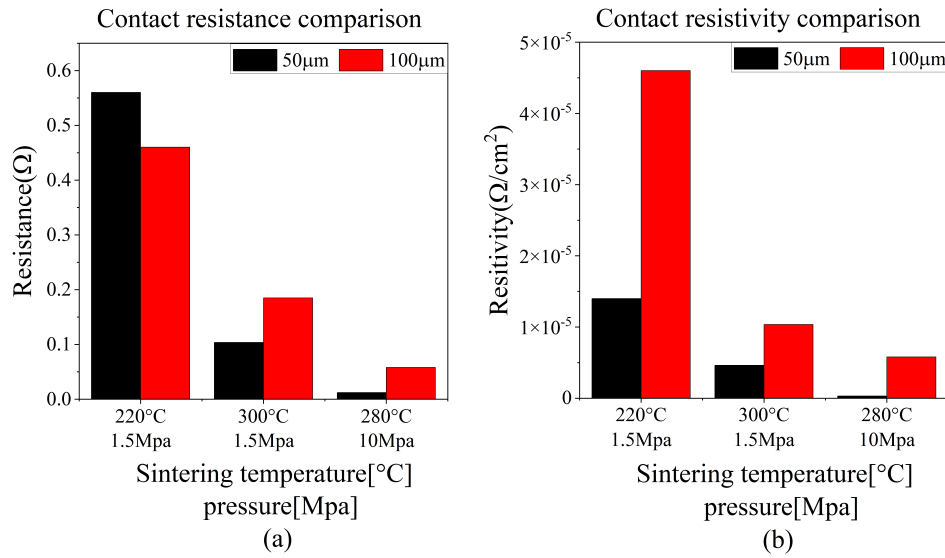 Contact resistance comparison
50μm 100μm
Resistance(Ω)
0.6
0.5
0.4
0.3
0.2
0.1
0.0
220°C 300°C 280°C
1.5Mpa 1.5Mpa 10Mpa
Sintering temperature[°C]
pressure[Mpa]
(a)
Contact resistivity comparison
50μm 100μm
Resitivity(Ω/cm²)
5×10⁻⁵
4×10⁻⁵
3×10⁻⁵
2×10⁻⁵
1×10⁻⁵
0
220°C 300°C 280°C
1.5Mpa 1.5Mpa 10Mpa
Sintering temperature[°C]
pressure[Mpa]
(b)